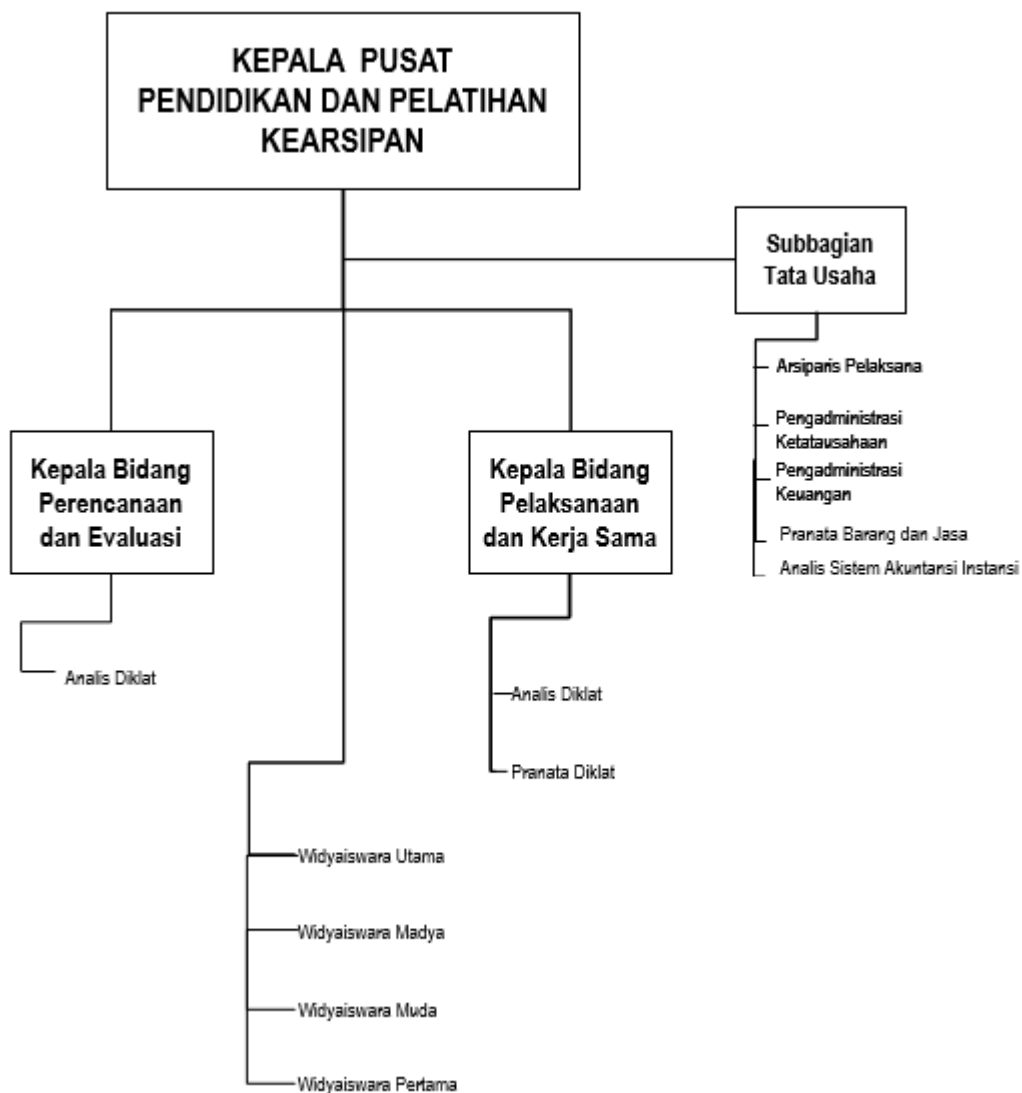 KEPALA PUSAT
PENDIDIKAN DAN PELATIHAN
KEARSIPAN
Subbagian
Tata Usaha
Arsiparis Pelaksana
Pengadministrasi
Ketatausahaan
Pengadministrasi
Keuangan
Pranata Barang dan Jasa
Analis Sistem Akuntansi Instansi
Kepala Bidang
Perencanaan
dan Evaluasi
Analis Diklat
Kepala Bidang
Pelaksanaan
dan Kerja Sama
Analis Diklat
Pranata Diklat
Widyaiswara Utama
Widyaiswara Madya
Widyaiswara Muda
Widyaiswara Pertama